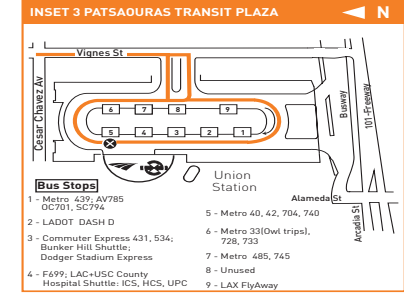 INSET 3 PATSAOURAS TRANSIT PLAZA
N
Vignes St
Cesar Chavez Av
6 7 8 9
5 4 3 2 1
Busway
101-Freeway
Union
Station
Alameda St
Arcadia St
Bus Stops
1 - Metro 439; AV785
OC701, SC794
2 - LADOT DASH D
3 - Commuter Express 431, 534;
Bunker Hill Shuttle;
Dodger Stadium Express
4 - F699; LAC+USC County
Hospital Shuttle: ICS, HCS, UPC
5 - Metro 40, 42, 704, 740
6 - Metro 33(Owl trips),
728, 733
7 - Metro 485, 745
8 - Unused
9 - LAX FlyAway